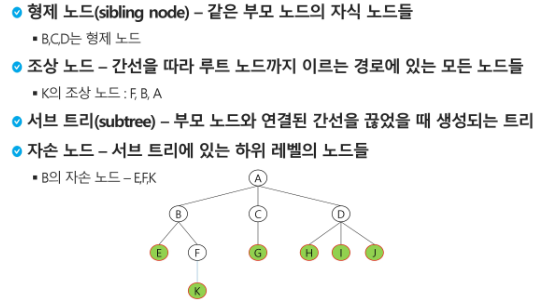 형제 노드(sibling node) – 같은 부모 노드의 자식 노드들
B,C,D는 형제 노드
조상 노드 – 간선을 따라 루트 노드까지 이르는 경로에 있는 모든 노드들
K의 조상 노드 : F, B, A
서브 트리(subtree) – 부모 노드와 연결된 간선을 끊었을 때 생성되는 트리
자손 노드 – 서브 트리에 있는 하위 레벨의 노드들
B의 자손 노드 – E,F,K
A
B C D
E F G H I J
K